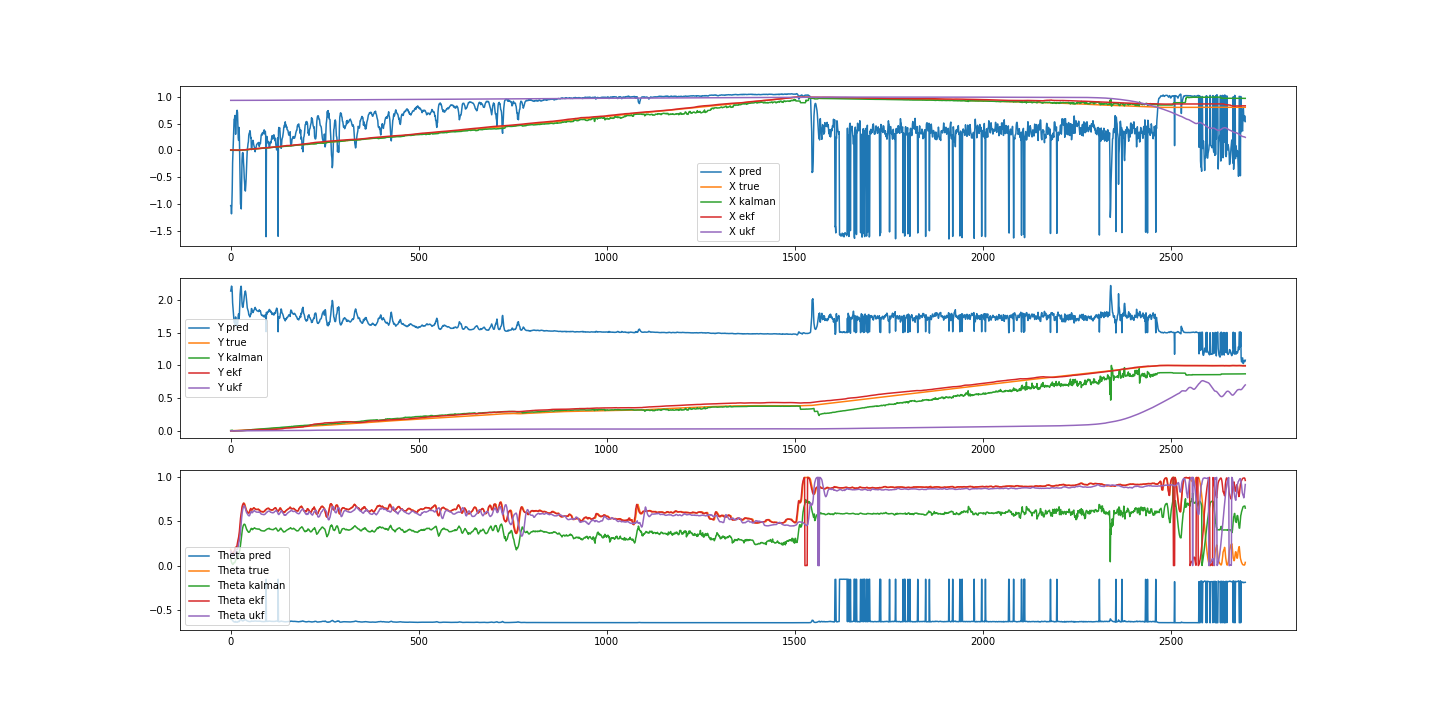 1.0
0.5
0.0
−0.5
−1.0
−1.5
X pred
X true
X kalman
X ekf
X ukf
0 500 1000 1500 2000 2500
2.0
1.5
1.0
0.5
0.0
Y pred
Y true
Y kalman
Y ekf
Y ukf
0 500 1000 1500 2000 2500
1.0
0.5
0.0
−0.5
Theta pred
Theta true
Theta kalman
Theta ekf
Theta ukf
0 500 1000 1500 2000 2500